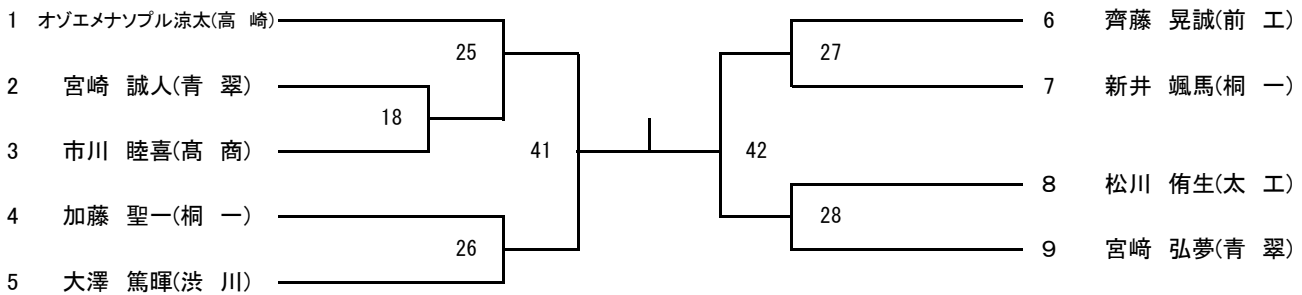 1 オゾエメナソプル涼太(高 崎)
25
2 宮崎 誠人(青 翠)
18
3 市川 睦喜(髙 商)
41
4 加藤 聖一(桐 一)
26
5 大澤 篤暉(渋 川)
6 齊藤 晃誠(前 工)
27
7 新井 颯馬(桐 一)
42
8 松川 侑生(太 工)
28
9 宮﨑 弘夢(青 翠)